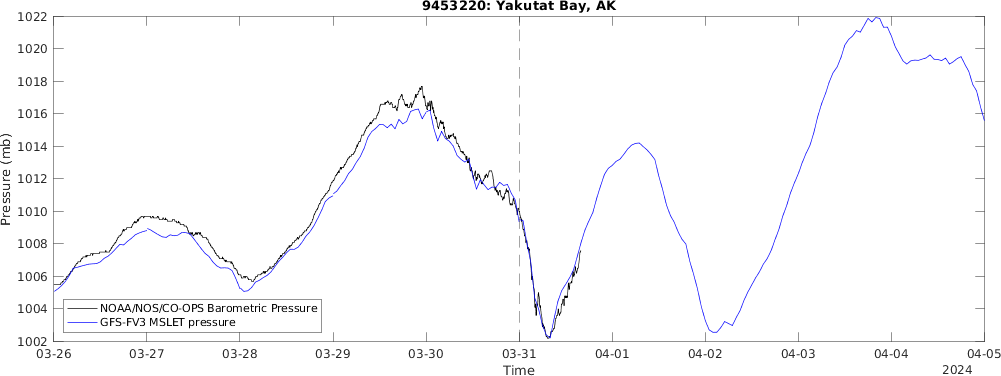 9453220: Yakutat Bay, AK
Pressure (mb)
1022
1020
1018
1016
1014
1012
1010
1008
1006
1004
1002
NOAA/NOS/CO-OPS Barometric Pressure
GFS-FV3 MSLET pressure
03-26 03-27 03-28 03-29 03-30 03-31 04-01 04-02 04-03 04-04 04-05
Time
2024